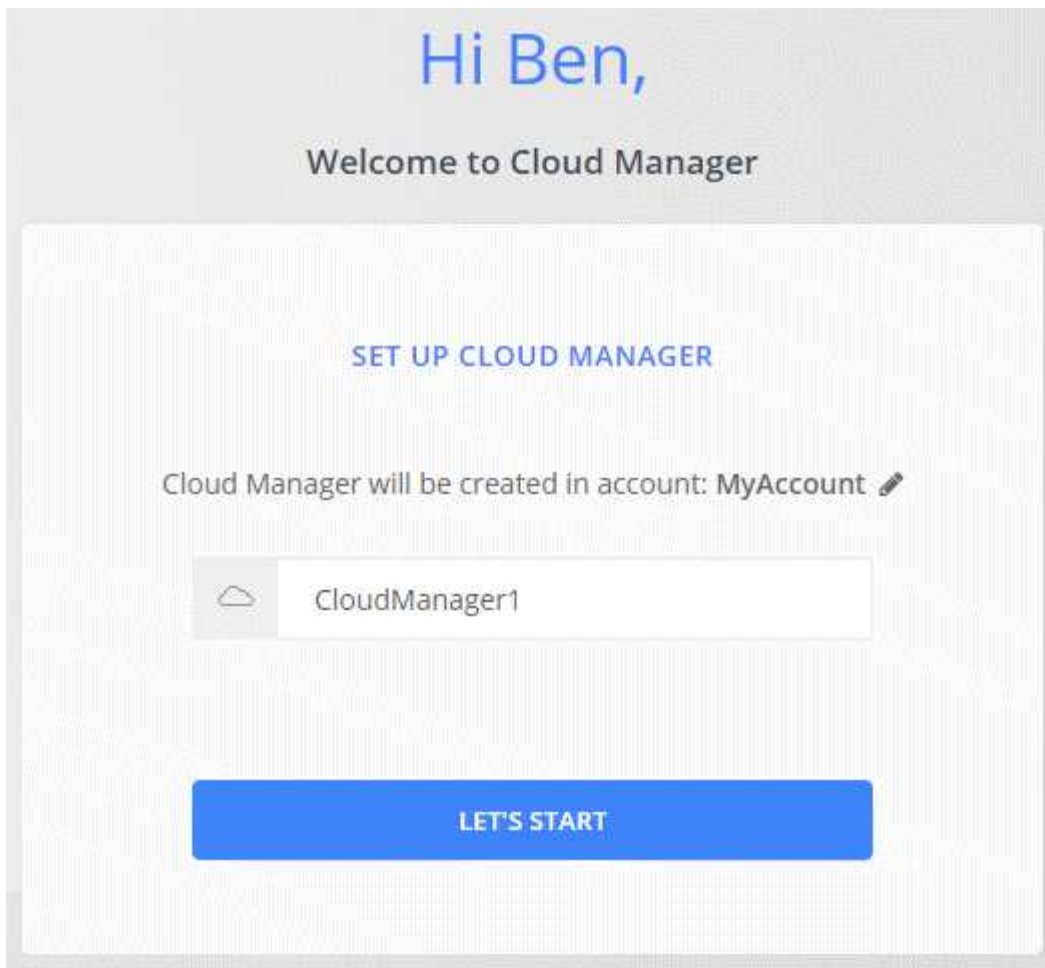 Hi Ben,
Welcome to Cloud Manager
SET UP CLOUD MANAGER
Cloud Manager will be created in account: MyAccount
CloudManager1
LET'S START